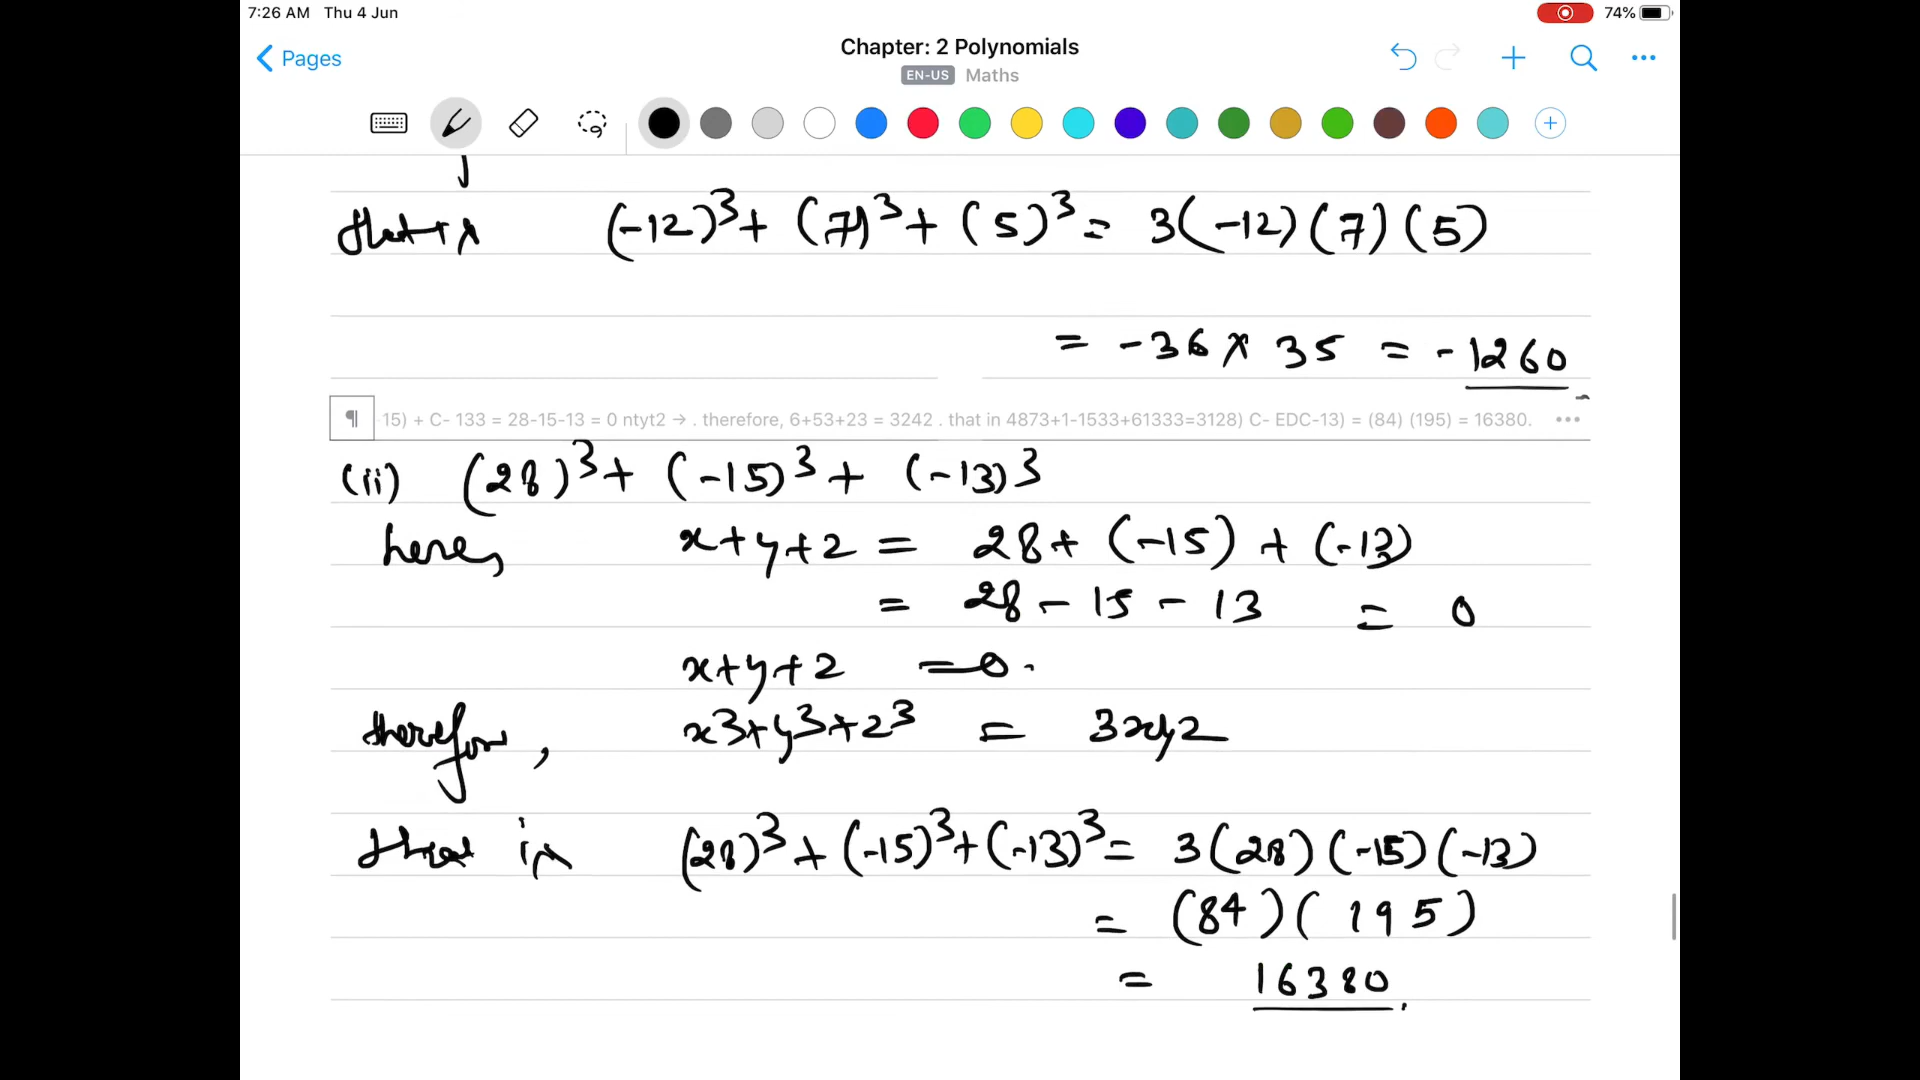 7:26 AM Thu 4 Jun 74%
Pages Chapter: 2 Polynomials
EN-US Maths
that is (-12)³ + (7)³ + (5)³ = 3(-12)(7)(5)
= -36 × 35 = -1260
¶ 15) + C- 133 = 28-15-13 = 0 ntyt2 → . therefore, 6+53+23 = 3242 . that in 4873+1-1533+61333=3128) C- EDC-13) = (84) (195) = 16380. •••
(ii) (28)³ + (-15)³ + (-13)³
here, x+y+z = 28 + (-15) + (-13)
= 28 - 15 - 13 = 0
x+y+z = 0.
therefore, x³+y³+z³ = 3xyz
that is (28)³ + (-15)³ + (-13)³ = 3(28)(-15)(-13)
= (84)(195)
= 16380.